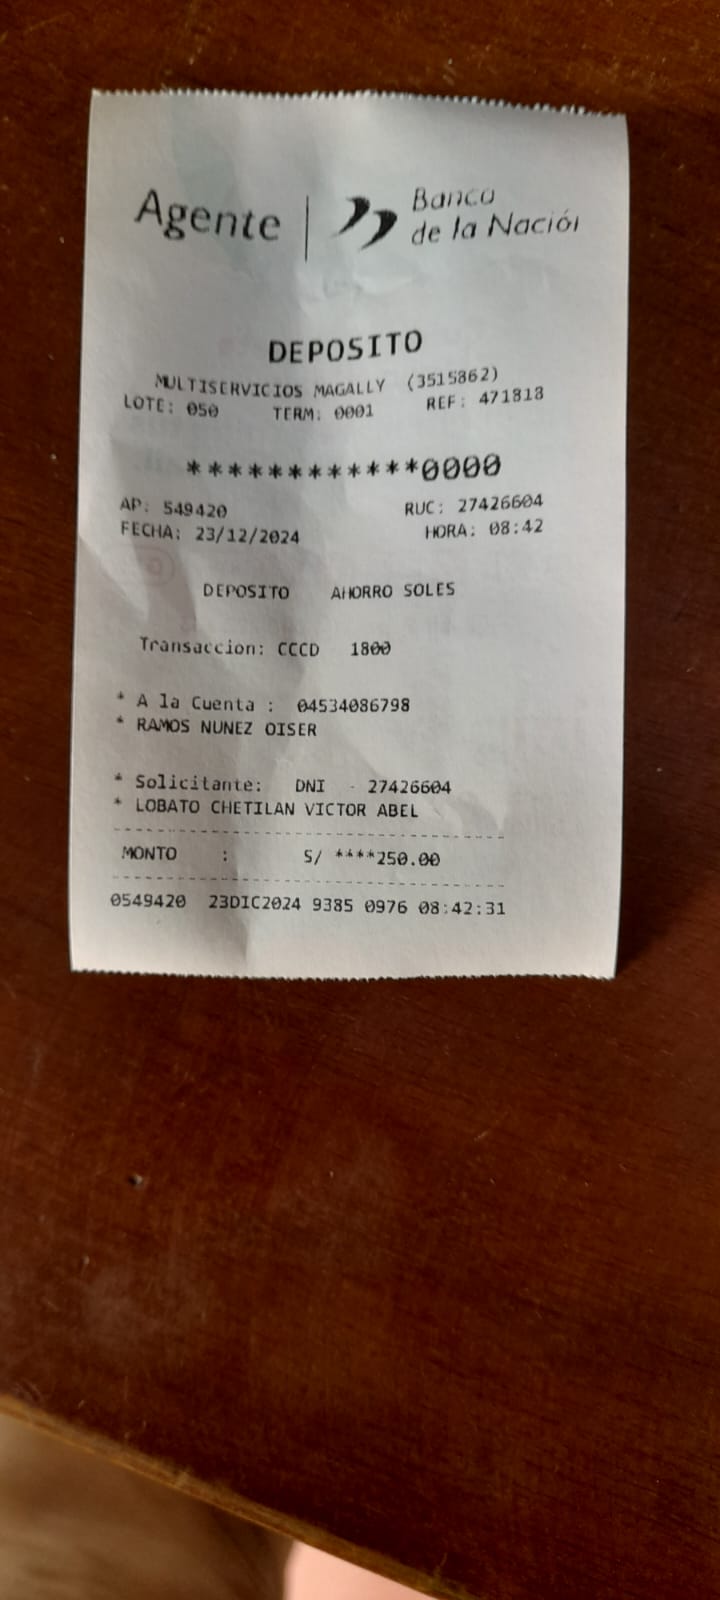 Agente
Banco
de la Nación
DEPOSITO
MULTISERVICIOS MAGALLY (3515862)
LOTE: 050 TERM: 0001 REF: 471818
************0000
AP: 549420 RUC: 27426604
FECHA: 23/12/2024 HORA: 08:42
DEPOSITO AHORRO SOLES
Transaccion: CCCD 1800
* A la Cuenta : 04534086798
* RAMOS NUNEZ OISER
* Solicitante: DNI - 27426604
* LOBATO CHETILAN VICTOR ABEL
MONTO : S/ ****250.00
0549420 23DIC2024 9385 0976 08:42:31